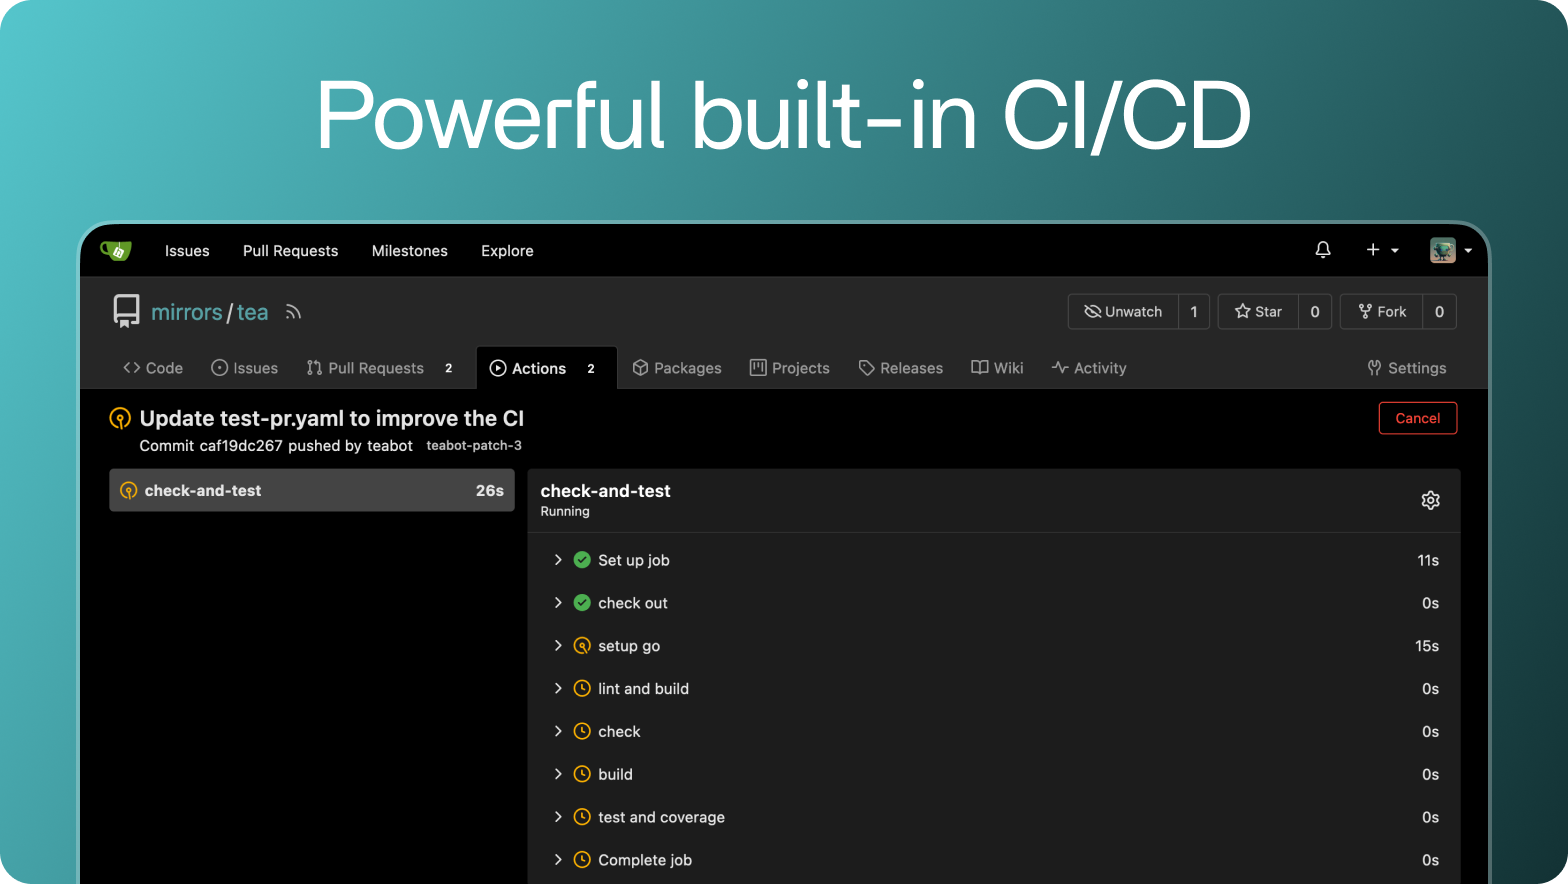 Powerful built-in CI/CD
Issues Pull Requests Milestones Explore
mirrors/tea Unwatch 1 Star 0 Fork 0
Code Issues Pull Requests 2 Actions 2 Packages Projects Releases Wiki Activity Settings
Update test-pr.yaml to improve the CI Cancel
Commit caf19dc267 pushed by teabot teabot-patch-3
check-and-test 26s
check-and-test
Running
Set up job 11s
check out 0s
setup go 15s
lint and build 0s
check 0s
build 0s
test and coverage 0s
Complete job 0s